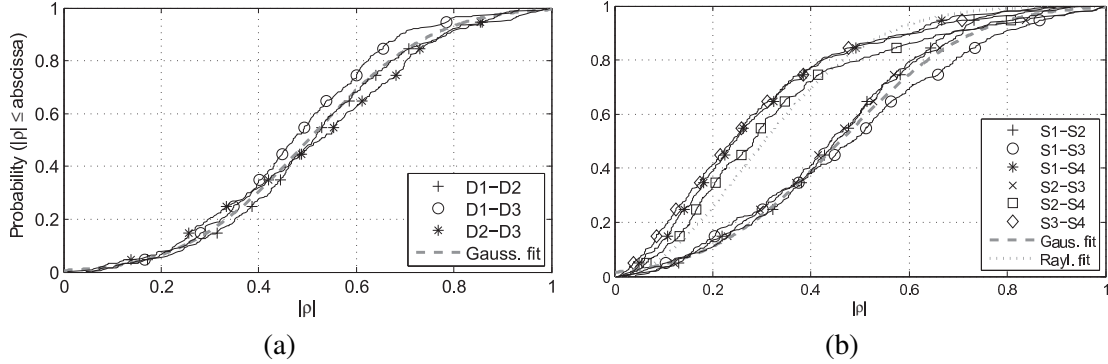 1
0.8
0.6
0.4
0.2
0
Probability (|ρ| ≤ abscissa)
0 0.2 0.4 0.6 0.8 1
|ρ|
D1−D2
D1−D3
D2−D3
Gauss. fit
(a)
1
0.8
0.6
0.4
0.2
0
0 0.2 0.4 0.6 0.8 1
|ρ|
S1−S2
S1−S3
S1−S4
S2−S3
S2−S4
S3−S4
Gaus. fit
Rayl. fit
(b)